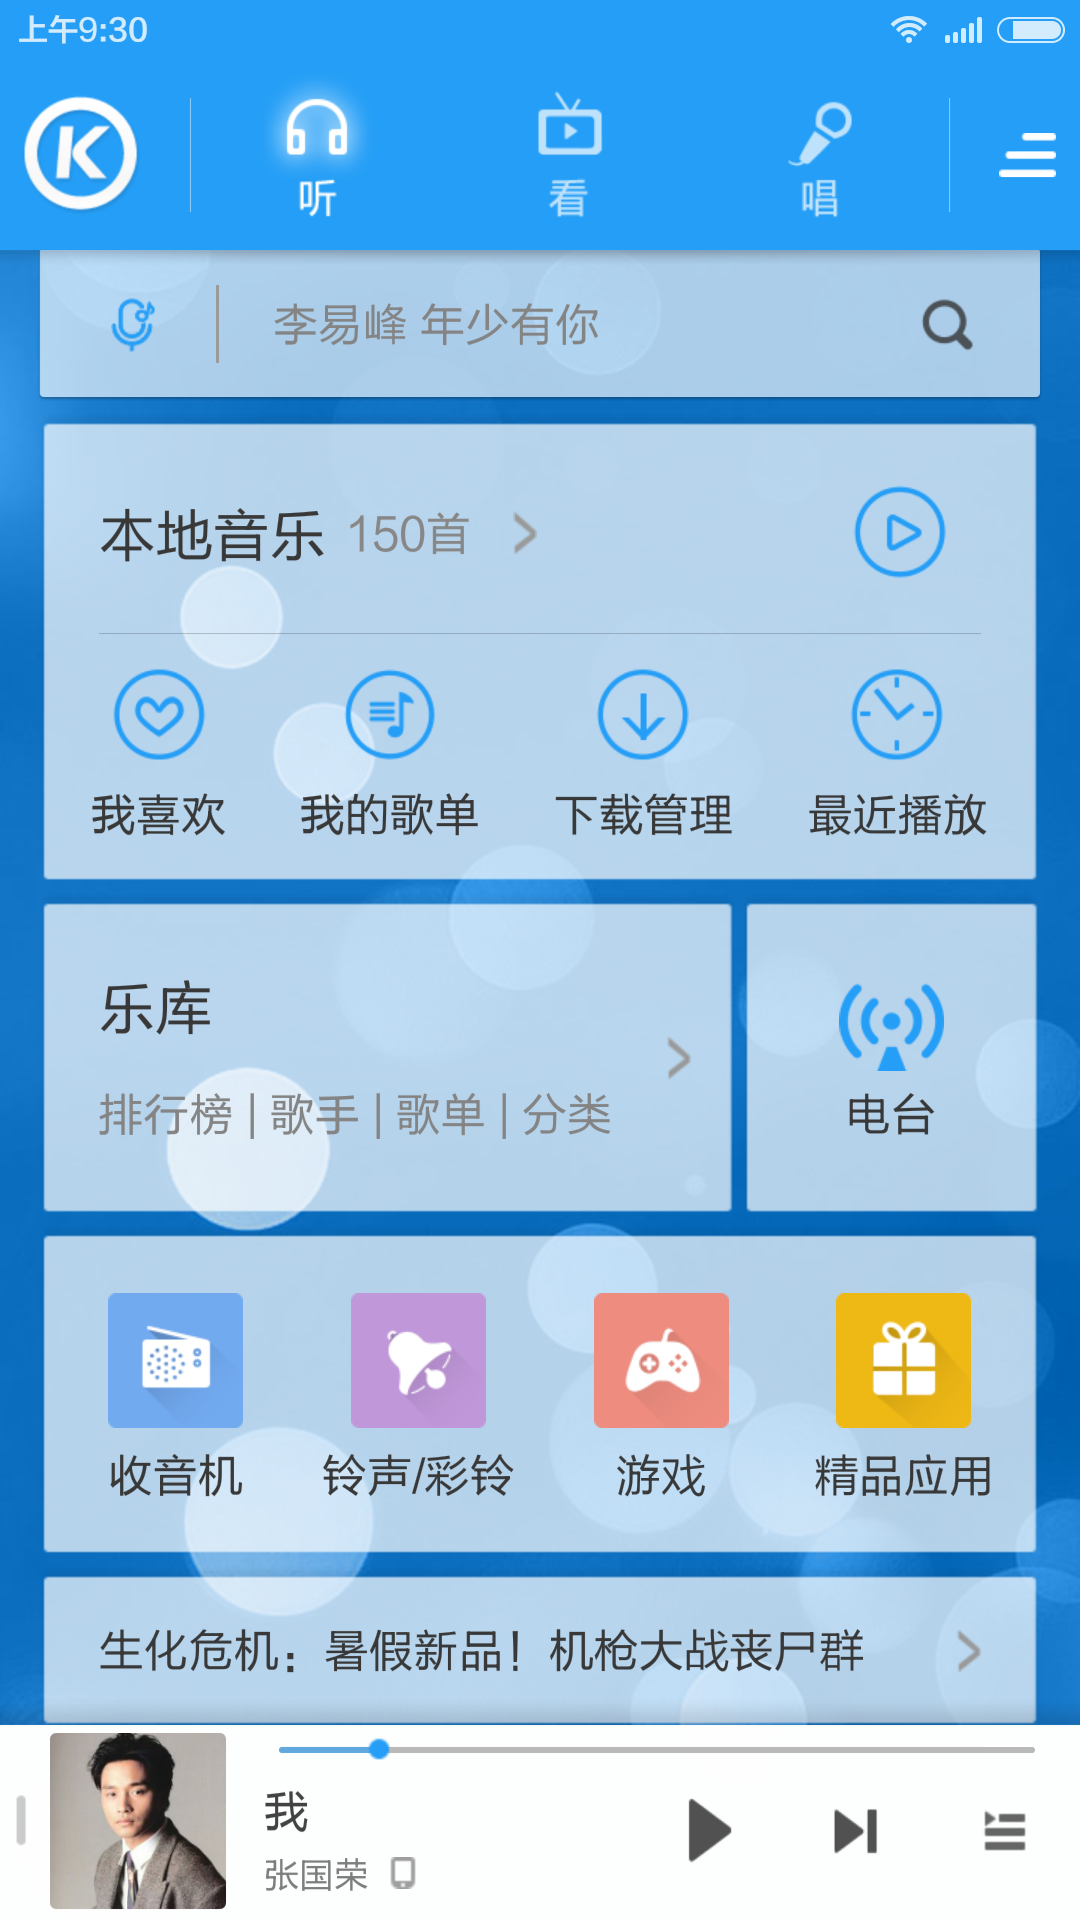 上午9:30
K
听 看 唱
李易峰 年少有你
本地音乐 150首
我喜欢 我的歌单 下载管理 最近播放
乐库
排行榜 | 歌手 | 歌单 | 分类
电台
收音机 铃声/彩铃 游戏 精品应用
生化危机：暑假新品！机枪大战丧尸群
我
张国荣